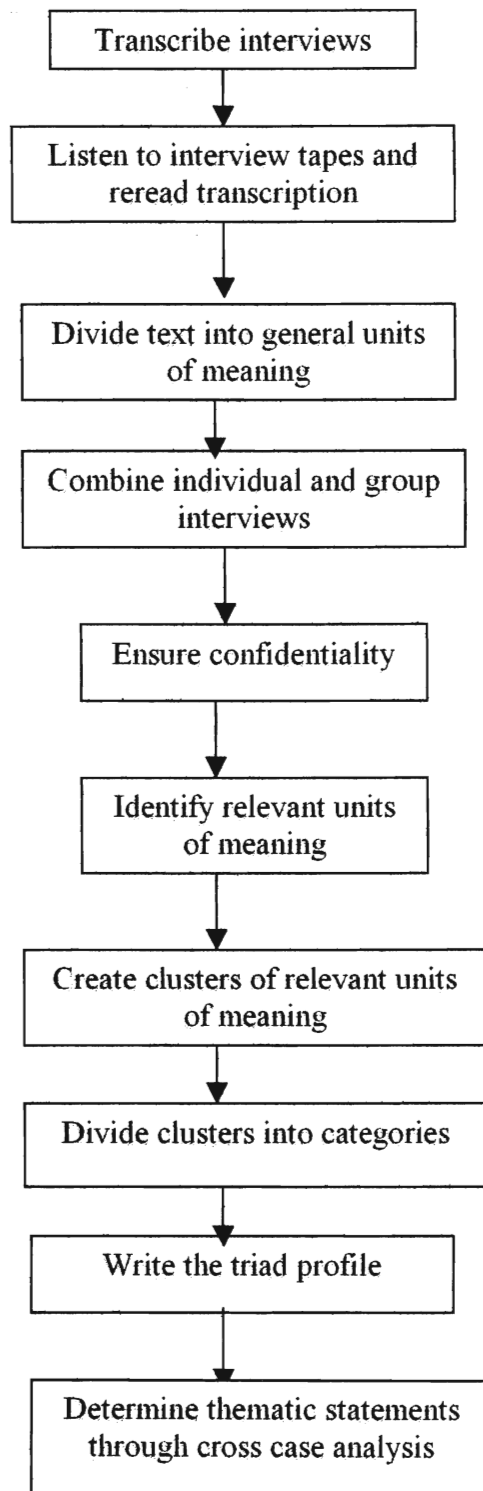 Transcribe interviews
Listen to interview tapes and
reread transcription
Divide text into general units
of meaning
Combine individual and group
interviews
Ensure confidentiality
Identify relevant units
of meaning
Create clusters of relevant units
of meaning
Divide clusters into categories
Write the triad profile
Determine thematic statements
through cross case analysis